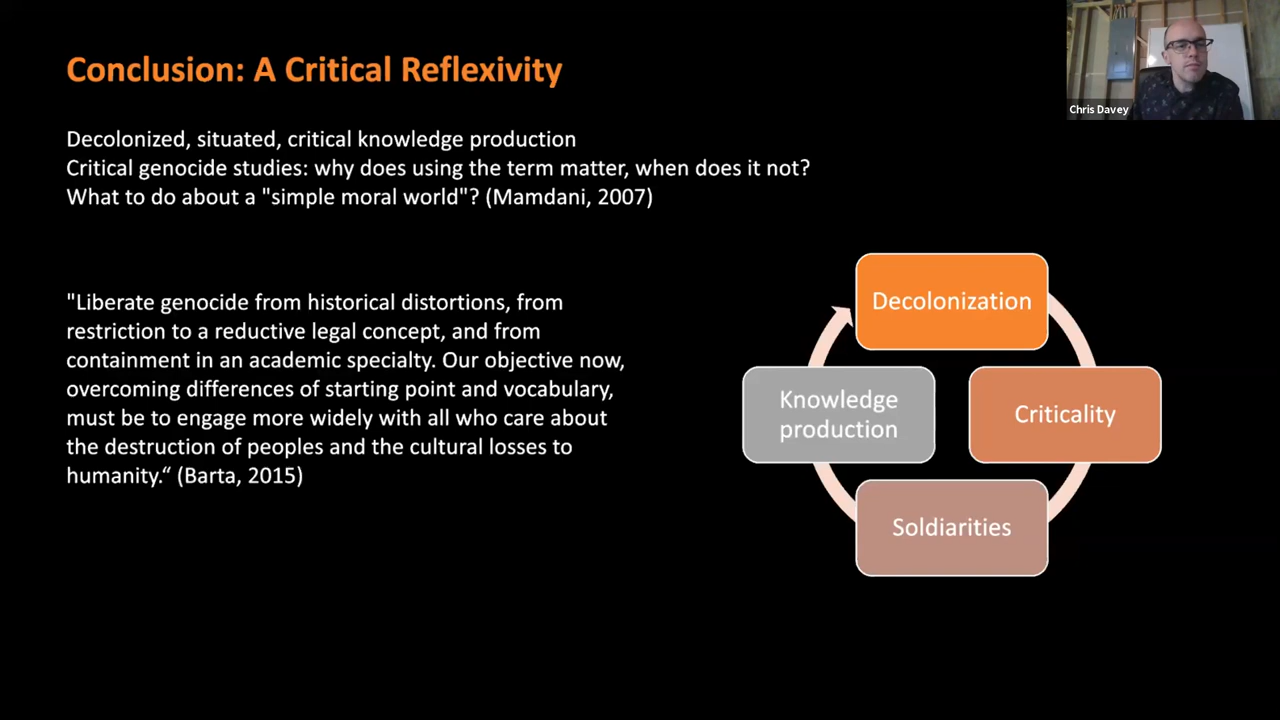 Conclusion: A Critical Reflexivity
Chris Davey
Decolonized, situated, critical knowledge production
Critical genocide studies: why does using the term matter, when does it not?
What to do about a "simple moral world"? (Mamdani, 2007)
"Liberate genocide from historical distortions, from
restriction to a reductive legal concept, and from
containment in an academic specialty. Our objective now,
overcoming differences of starting point and vocabulary,
must be to engage more widely with all who care about
the destruction of peoples and the cultural losses to
humanity.“ (Barta, 2015)
Decolonization
Criticality
Soldiarities
Knowledge
production